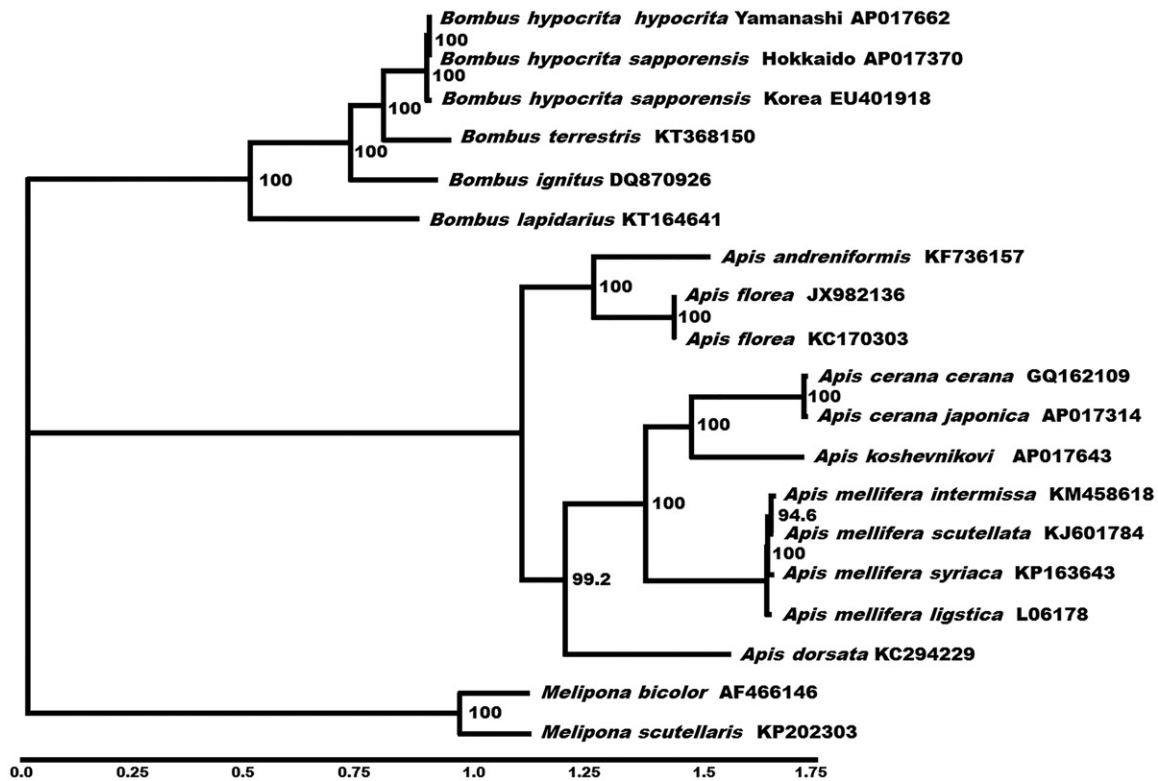 Bombus hypocrita hypocrita Yamanashi AP017662
100
Bombus hypocrita sapporensis Hokkaido AP017370
100
Bombus hypocrita sapporensis Korea EU401918
100
Bombus terrestris KT368150
100
Bombus ignitus DQ870926
100
Bombus lapidarius KT164641
Apis andreniformis KF736157
100
Apis florea JX982136
100
Apis florea KC170303
Apis cerana cerana GQ162109
100
Apis cerana japonica AP017314
100
Apis koshevnikovi AP017643
Apis mellifera intermissa KM458618
100
94.6
Apis mellifera scutellata KJ601784
100
Apis mellifera syriaca KP163643
99.2
Apis mellifera ligstica L06178
Apis dorsata KC294229
Melipona bicolor AF466146
100
Melipona scutellaris KP202303
0.0 0.25 0.5 0.75 1.0 1.25 1.5 1.75